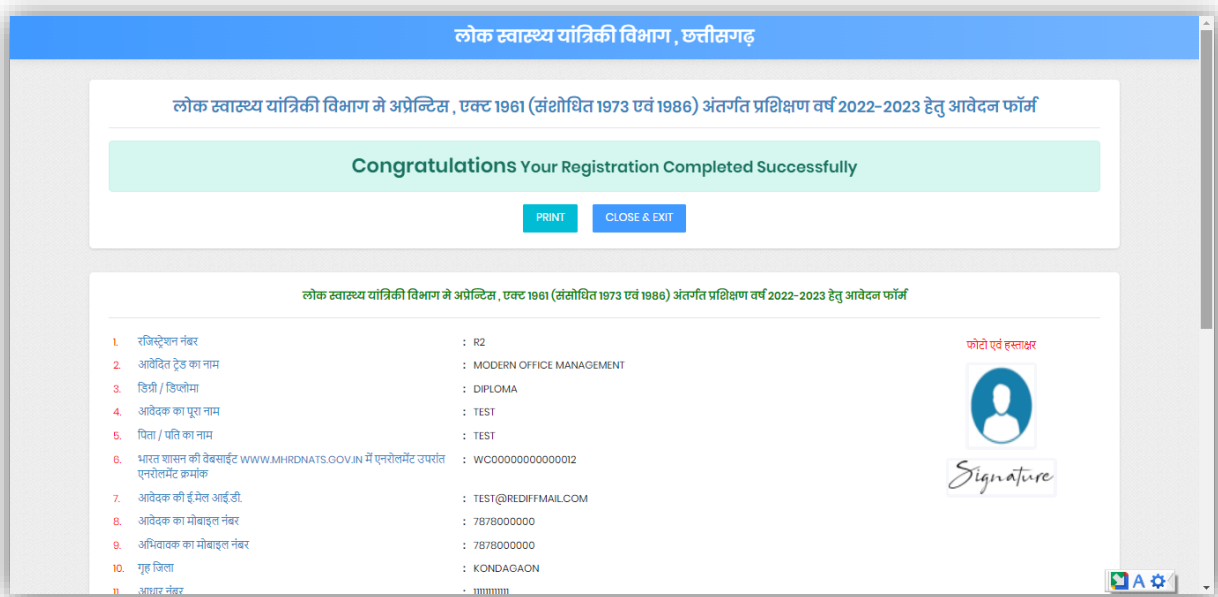 लोक स्वास्थ्य यांत्रिकी विभाग , छत्तीसगढ़
लोक स्वास्थ्य यांत्रिकी विभाग मे अप्रेन्टिस , एक्ट 1961 (संशोधित 1973 एवं 1986) अंतर्गत प्रशिक्षण वर्ष 2022-2023 हेतु आवेदन फॉर्म
Congratulations Your Registration Completed Successfully
PRINT CLOSE & EXIT
लोक स्वास्थ्य यांत्रिकी विभाग मे अप्रेन्टिस , एक्ट 1961 (संसोधित 1973 एवं 1986) अंतर्गत प्रशिक्षण वर्ष 2022-2023 हेतु आवेदन फॉर्म
फोटो एवं हस्ताक्षर
1. रजिस्ट्रेशन नंबर : R2
2. आवेदित ट्रेड का नाम : MODERN OFFICE MANAGEMENT
3. डिग्री / डिप्लोमा : DIPLOMA
4. आवेदक का पूरा नाम : TEST
5. पिता / पति का नाम : TEST
6. भारत शासन की वेबसाईट WWW.MHRDNATS.GOV.IN में एनरोलमेंट उपरांत : WC00000000000012
एनरोलमेंट क्रमांक
Signature
7. आवेदक की ई.मेल आई.डी. : TEST@REDIFFMAIL.COM
8. आवेदक का मोबाइल नंबर : 7878000000
9. अभिवावक का मोबाइल नंबर : 7878000000
10. गृह जिला : KONDAGAON
11. आधार नंबर : 111111111111
A